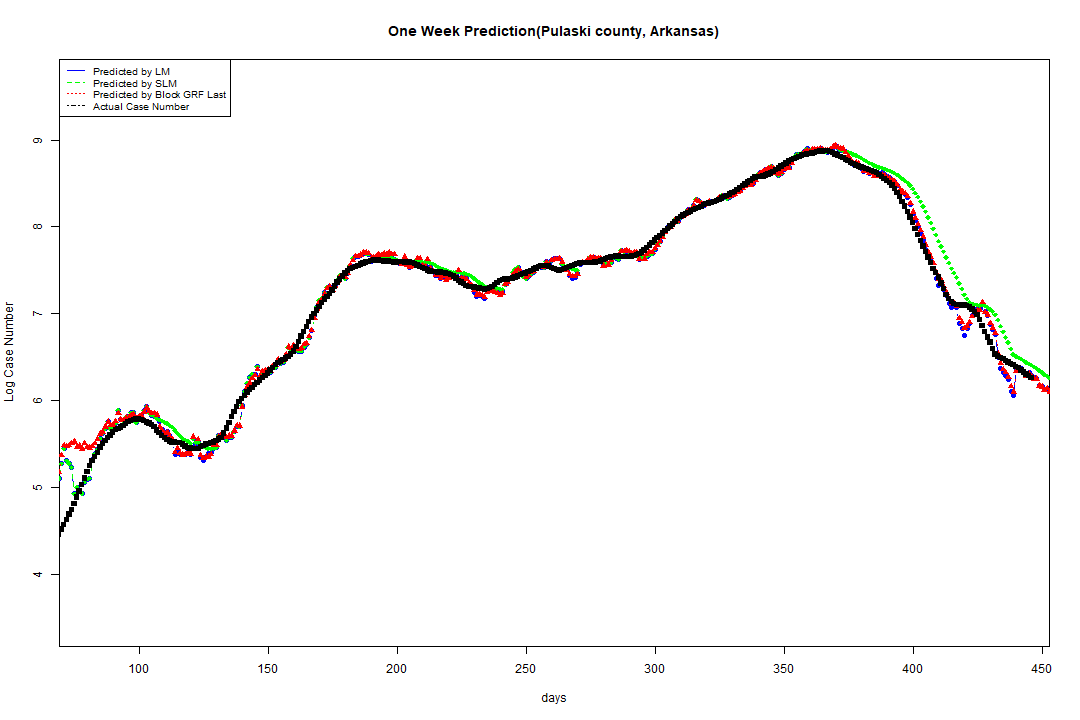 One Week Prediction(Pulaski county, Arkansas)
Predicted by LM
Predicted by SLM
Predicted by Block GRF Last
Actual Case Number
9
8
7
6
5
4
Log Case Number
100 150 200 250 300 350 400 450
days